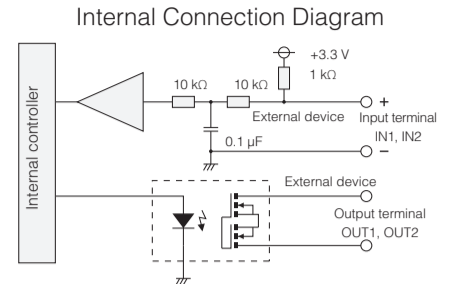 Internal Connection Diagram
+3.3 V
1 kΩ
10 kΩ
10 kΩ
External device
+
Input terminal
IN1, IN2
0.1 µF
−
Internal controller
External device
Output terminal
OUT1, OUT2